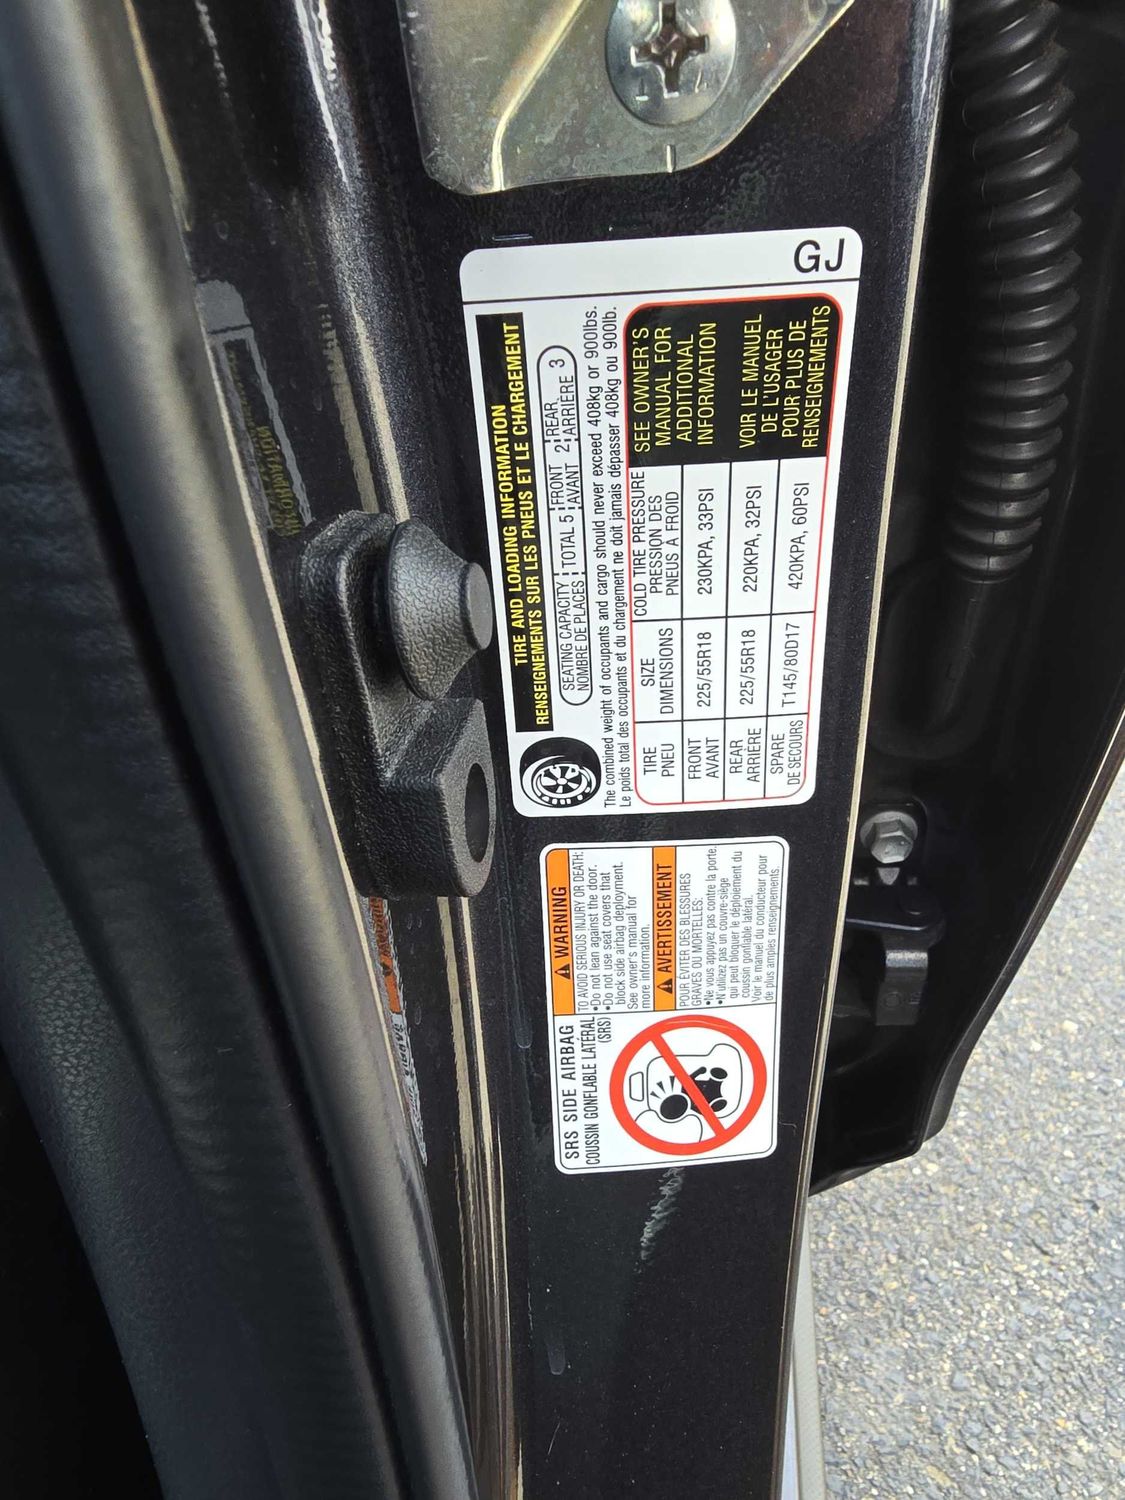 GJ
TIRE AND LOADING INFORMATION
RENSEIGNEMENTS SUR LES PNEUS ET LE CHARGEMENT
SEATING CAPACITY TOTAL 5 FRONT 2 REAR 3
NOMBRE DE PLACES AVANT ARRIÈRE
The combined weight of occupants and cargo should never exceed 408kg or 900lbs.
Le poids total des occupants et du chargement ne doit jamais dépasser 408kg ou 900lb.
TIRE SIZE COLD TIRE PRESSURE
PNEU DIMENSIONS PRESSION DES
PNEUS À FROID
FRONT 225/55R18 230KPA, 33PSI
AVANT
REAR 225/55R18 220KPA, 32PSI
ARRIÈRE
SPARE T145/80D17 420KPA, 60PSI
DE SECOURS
SEE OWNER'S
MANUAL FOR
ADDITIONAL
INFORMATION
VOIR LE MANUEL
DE L'USAGER
POUR PLUS DE
RENSEIGNEMENTS
SRS SIDE AIRBAG
COUSSIN GONFLABLE LATÉRAL
(SRS)
WARNING
TO AVOID SERIOUS INJURY OR DEATH:
•Do not lean against the door.
•Do not use seat covers that
block side airbag deployment.
See owner's manual for
more information.
AVERTISSEMENT
POUR ÉVITER DES BLESSURES
GRAVES OU MORTELLES:
•Ne vous appuyez pas contre la porte.
•N'utilizez pas un couvre-siège
qui peut bloquer le déploiement du
coussin gonflable latéral.
Voir le manuel du conducteur pour
de plus amples renseignements.